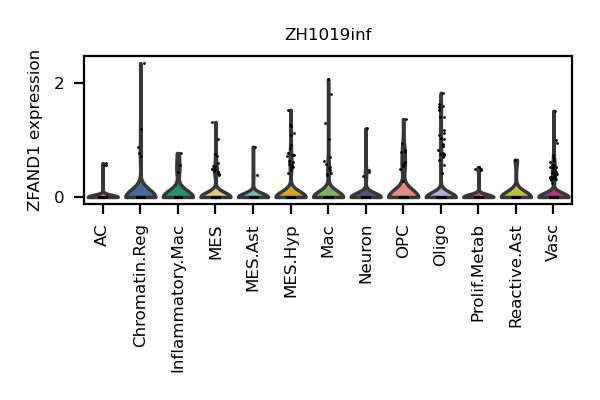 ZH1019inf
ZFAND1 expression
2
0
AC
Chromatin.Reg
Inflammatory.Mac
MES
MES.Ast
MES.Hyp
Mac
Neuron
OPC
Oligo
Prolif.Metab
Reactive.Ast
Vasc